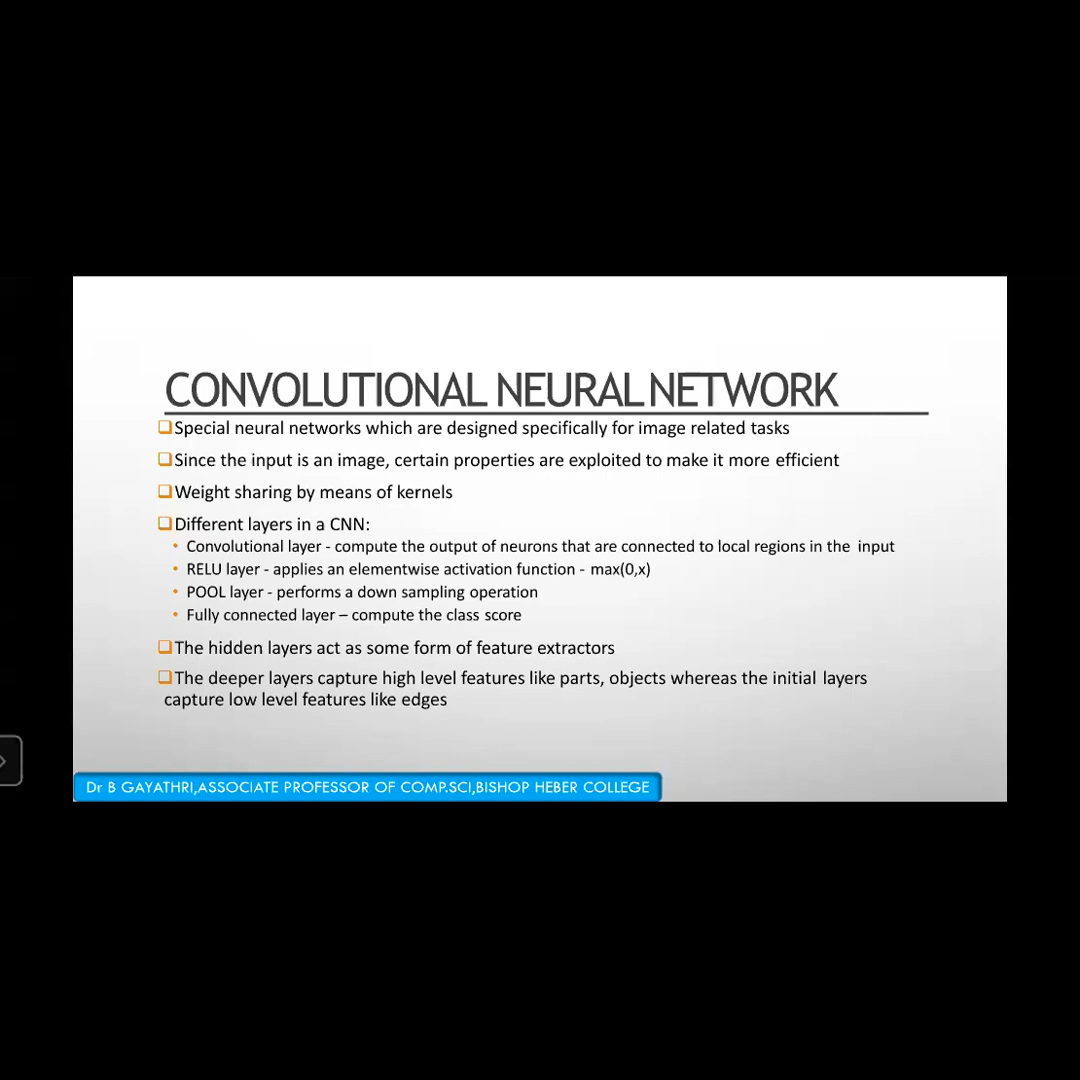 CONVOLUTIONAL NEURAL NETWORK
❑Special neural networks which are designed specifically for image related tasks
❑Since the input is an image, certain properties are exploited to make it more efficient
❑Weight sharing by means of kernels
❑Different layers in a CNN:
• Convolutional layer - compute the output of neurons that are connected to local regions in the input
• RELU layer - applies an elementwise activation function - max(0,x)
• POOL layer - performs a down sampling operation
• Fully connected layer – compute the class score
❑The hidden layers act as some form of feature extractors
❑The deeper layers capture high level features like parts, objects whereas the initial layers
capture low level features like edges
Dr B GAYATHRI,ASSOCIATE PROFESSOR OF COMP.SCI,BISHOP HEBER COLLEGE